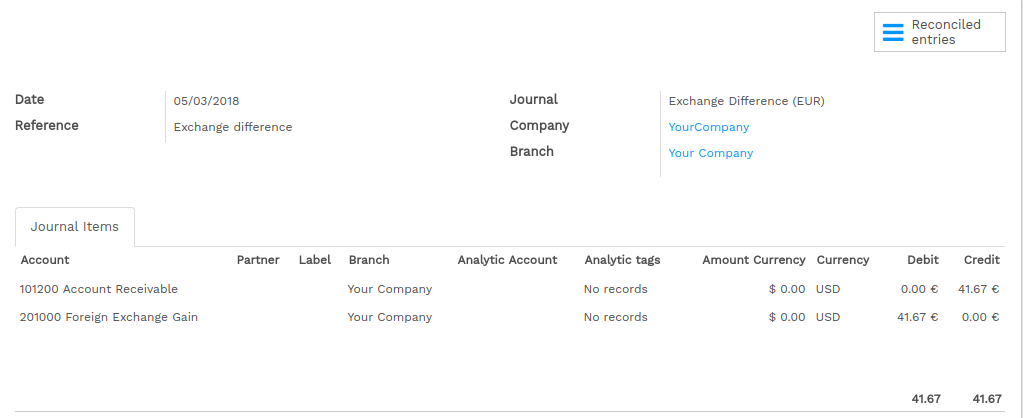 Reconciled
entries
Date 05/03/2018 Journal Exchange Difference (EUR)
Reference Exchange difference Company YourCompany
Branch Your Company
Journal Items
Account Partner Label Branch Analytic Account Analytic tags Amount Currency Currency Debit Credit
101200 Account Receivable Your Company No records $ 0.00 USD 0.00 € 41.67 €
201000 Foreign Exchange Gain Your Company No records $ 0.00 USD 41.67 € 0.00 €
41.67 41.67